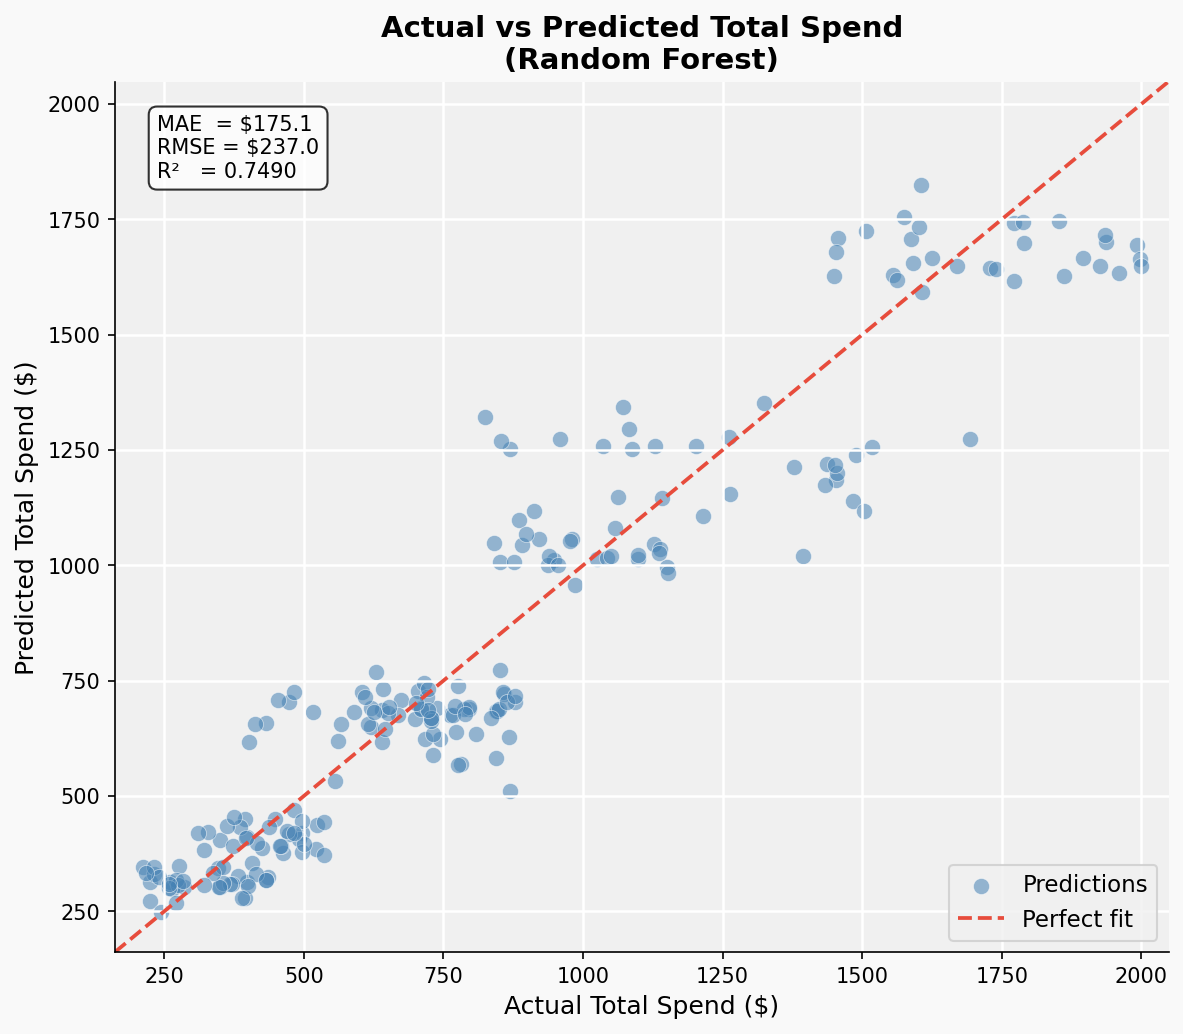 Actual vs Predicted Total Spend
(Random Forest)
MAE = $175.1
RMSE = $237.0
R² = 0.7490
Predicted Total Spend ($)
2000
1750
1500
1250
1000
750
500
250
Predictions
Perfect fit
250 500 750 1000 1250 1500 1750 2000
Actual Total Spend ($)